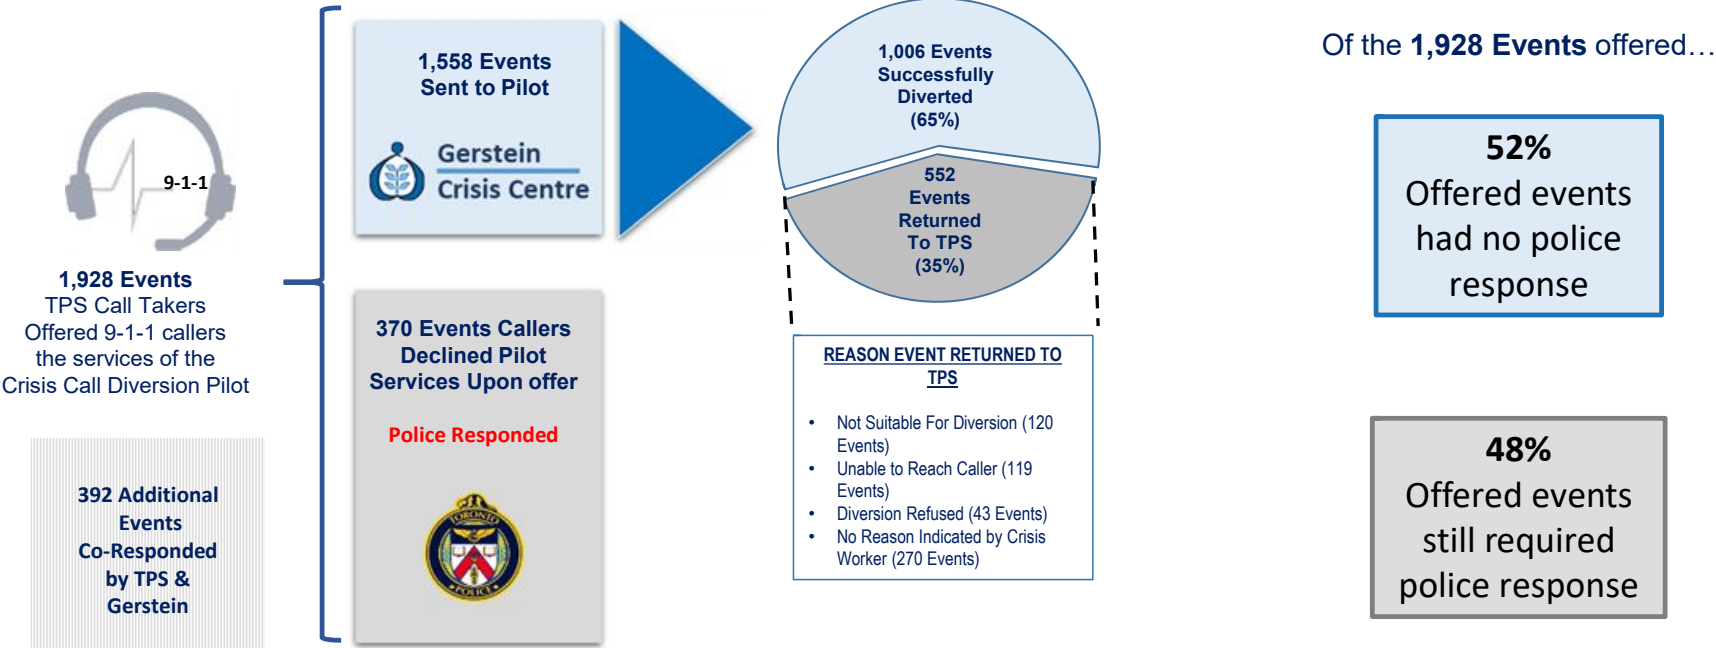 9-1-1
1,928 Events
TPS Call Takers
Offered 9-1-1 callers
the services of the
Crisis Call Diversion Pilot
392 Additional
Events
Co-Responded
by TPS &
Gerstein
1,558 Events
Sent to Pilot
Gerstein
Crisis Centre
370 Events Callers
Declined Pilot
Services Upon offer
Police Responded
TORONTO
POLICE
1,006 Events
Successfully
Diverted
(65%)
552
Events
Returned
To TPS
(35%)
REASON EVENT RETURNED TO
TPS
• Not Suitable For Diversion (120
Events)
• Unable to Reach Caller (119
Events)
• Diversion Refused (43 Events)
• No Reason Indicated by Crisis
Worker (270 Events)
Of the 1,928 Events offered…
52%
Offered events
had no police
response
48%
Offered events
still required
police response